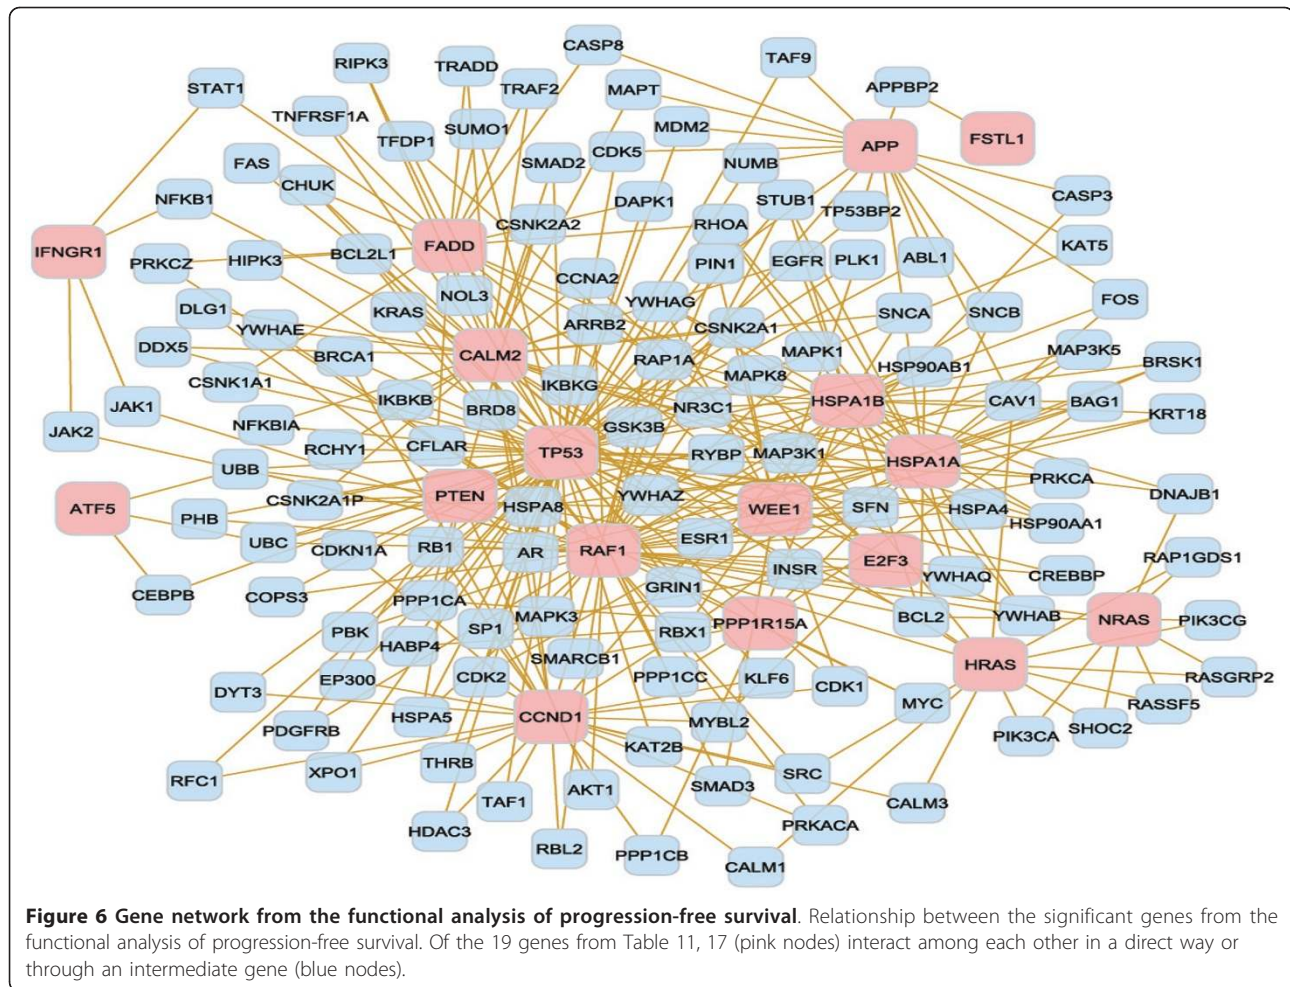 CASP8
TAF9
RIPK3
TRADD
STAT1
TRAF2
MAPT
APPBP2
TNFRSF1A
TFDP1
SUMO1
MDM2
CDK5
APP
FSTL1
FAS
CHUK
SMAD2
NUMB
NFKB1
DAPK1
STUB1
TP53BP2
CASP3
CSNK2A2
RHOA
IFNGR1
PRKCZ
HIPK3
BCL2L1
FADD
KAT5
PIN1
EGFR
PLK1
ABL1
CCNA2
NOL3
YWHAG
FOS
DLG1
KRAS
SNCA
SNCB
YWHAE
ARRB2
CSNK2A1
DDX5
BRCA1
CALM2
RAP1A
MAPK1
HSP90AB1
MAP3K5
BRSK1
CSNK1A1
IKBKG
MAPK8
JAK1
IKBKB
BRD8
NR3C1
HSPA1B
CAV1
BAG1
KRT18
JAK2
NFKBIA
GSK3B
RCHY1
CFLAR
TP53
RYBP
MAP3K1
HSPA1A
UBB
PRKCA
DNAJB1
ATF5
CSNK2A1P
PTEN
HSPA8
YWHAZ
WEE1
SFN
HSPA4
HSP90AA1
PHB
UBC
CDKN1A
RB1
AR
RAF1
ESR1
E2F3
RAP1GDS1
INSR
YWHAQ
CREBBP
CEBPB
COPS3
PPP1CA
GRIN1
MAPK3
PBK
SP1
RBX1
PPP1R15A
BCL2
YWHAB
NRAS
PIK3CG
HABP4
SMARCB1
HRAS
DYT3
EP300
CDK2
PPP1CC
KLF6
CDK1
RASGRP2
MYC
RASSF5
PDGFRB
HSPA5
CCND1
MYBL2
PIK3CA
SHOC2
KAT2B
RFC1
XPO1
THRB
SRC
AKT1
SMAD3
TAF1
CALM3
HDAC3
PRKACA
RBL2
PPP1CB
CALM1
Figure 6 Gene network from the functional analysis of progression-free survival. Relationship between the significant genes from the
functional analysis of progression-free survival. Of the 19 genes from Table 11, 17 (pink nodes) interact among each other in a direct way or
through an intermediate gene (blue nodes).